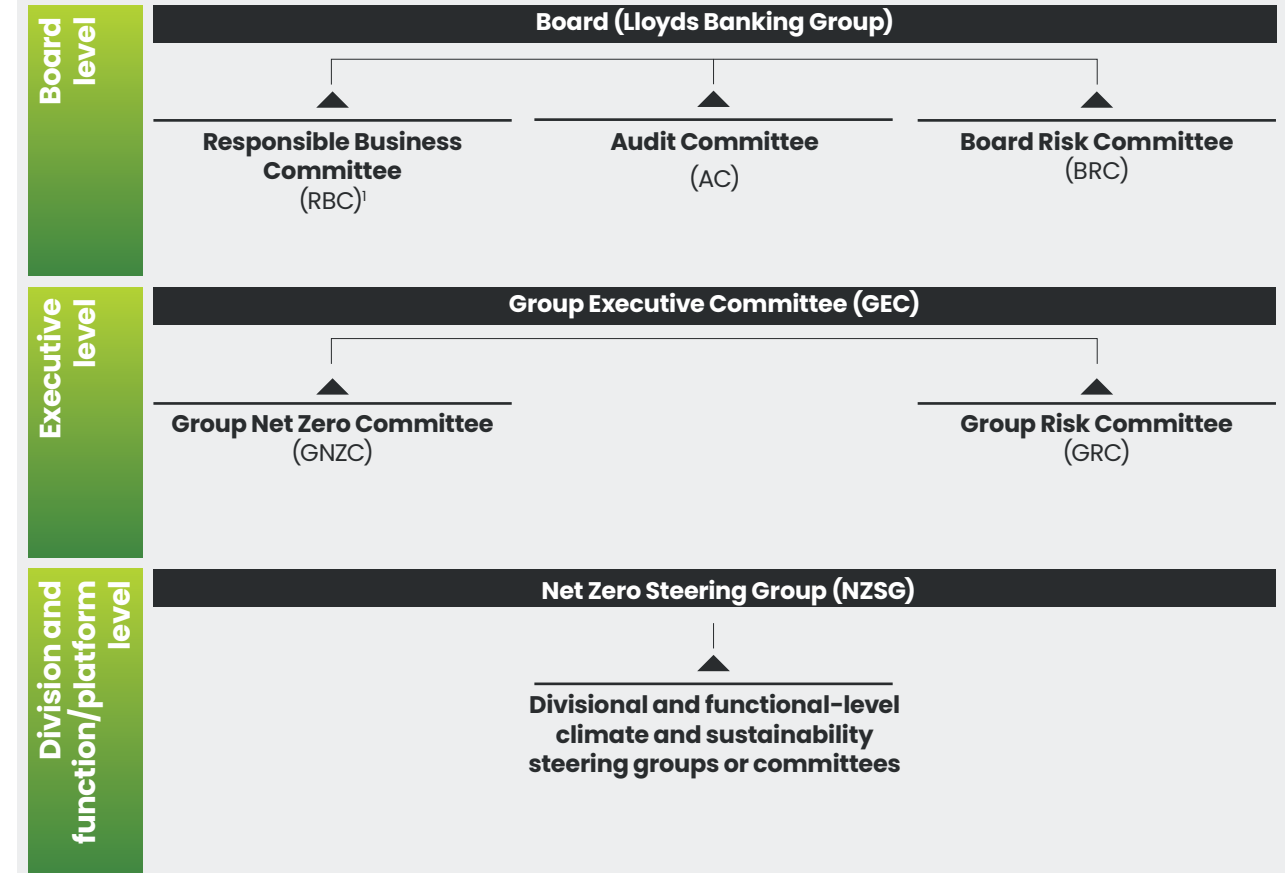 Board
level
Board (Lloyds Banking Group)
Responsible Business
Committee
(RBC)¹
Audit Committee
(AC)
Board Risk Committee
(BRC)
Executive
level
Group Executive Committee (GEC)
Group Net Zero Committee
(GNZC)
Group Risk Committee
(GRC)
Division and
function/platform
level
Net Zero Steering Group (NZSG)
Divisional and functional-level
climate and sustainability
steering groups or committees